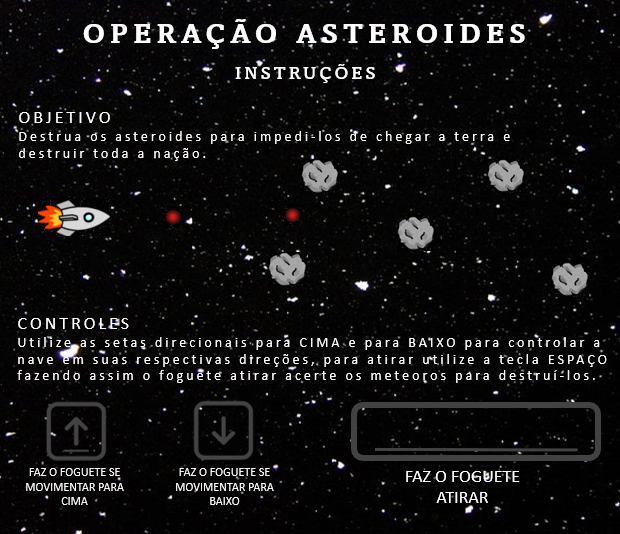 OPERAÇÃO ASTEROIDES
INSTRUÇÕES
OBJETIVO
Destrua os asteroides para impedi-los de chegar a terra e
destruir toda a nação.
CONTROLES
Utilize as setas direcionais para CIMA e para BAIXO para controlar a
nave em suas respectivas direções, para atirar utilize a tecla ESPAÇO
fazendo assim o foguete atirar acerte os meteoros para destruí-los.
FAZ O FOGUETE SE
MOVIMENTAR PARA
CIMA
FAZ O FOGUETE SE
MOVIMENTAR PARA
BAIXO
FAZ O FOGUETE
ATIRAR